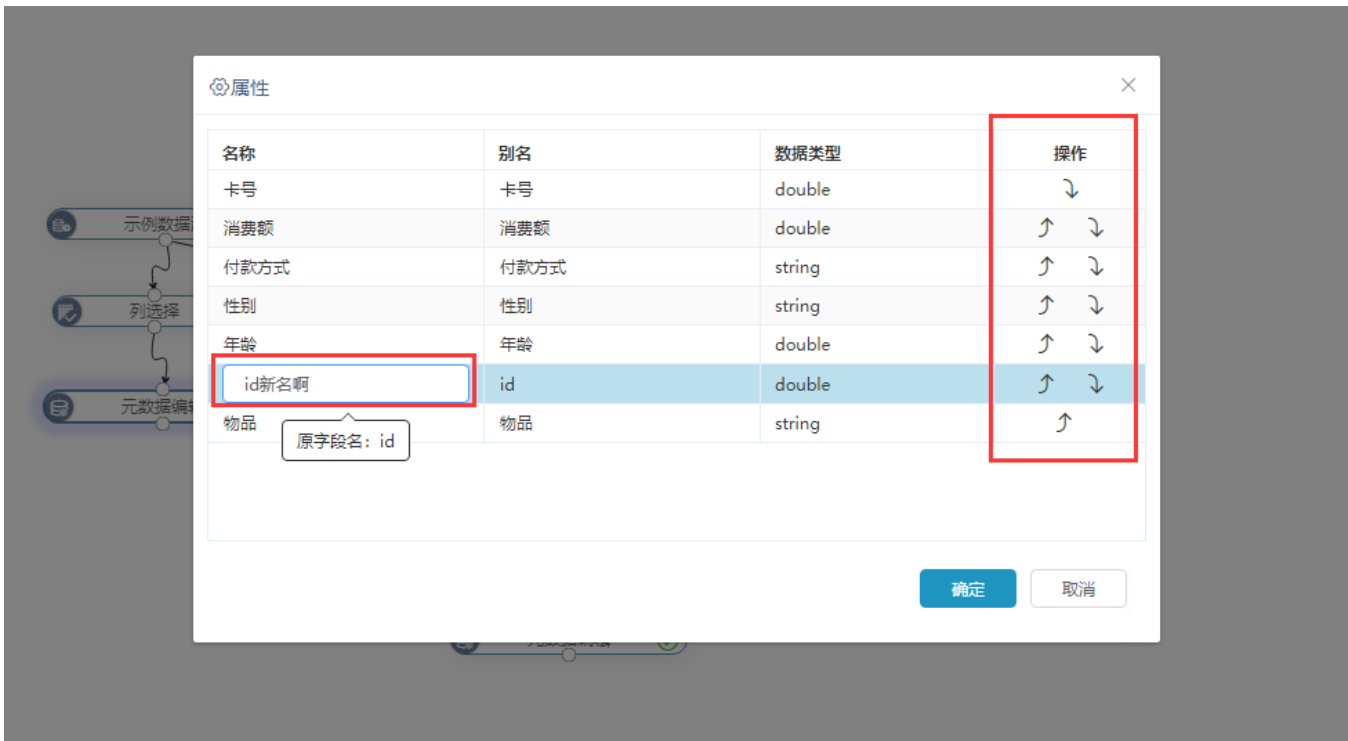 属性
名称 别名 数据类型 操作
卡号 卡号 double
消费额 消费额 double
付款方式 付款方式 string
性别 性别 string
年龄 年龄 double
id新名啊 id double
物品 物品 string
原字段名：id
确定 取消
示例数据
列选择
元数据编